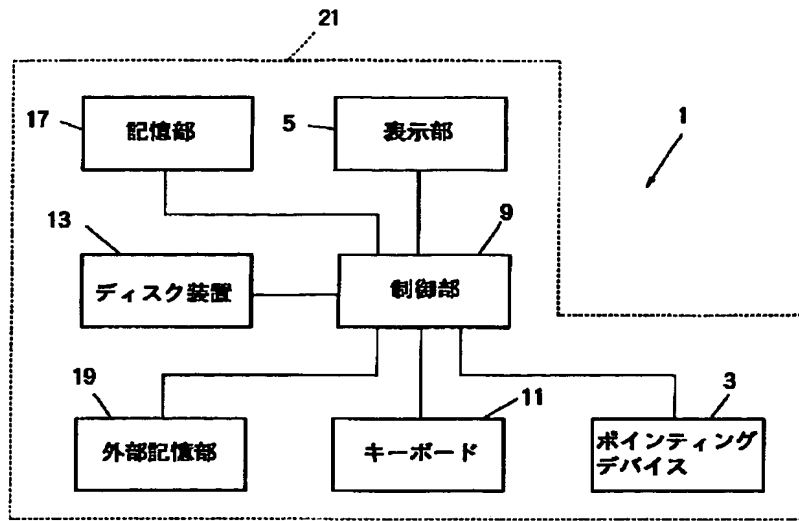 21
17
記憶部
5
表示部
1
13
ディスク装置
9
制御部
19
外部記憶部
11
キーボード
3
ポインティング
デバイス